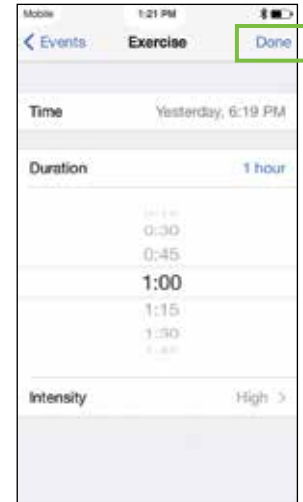 Mobile 1:21 PM
Events Exercise Done
Time Yesterday, 6:19 PM
Duration 1 hour
0:30
0:45
1:00
1:15
1:30
Intensity High